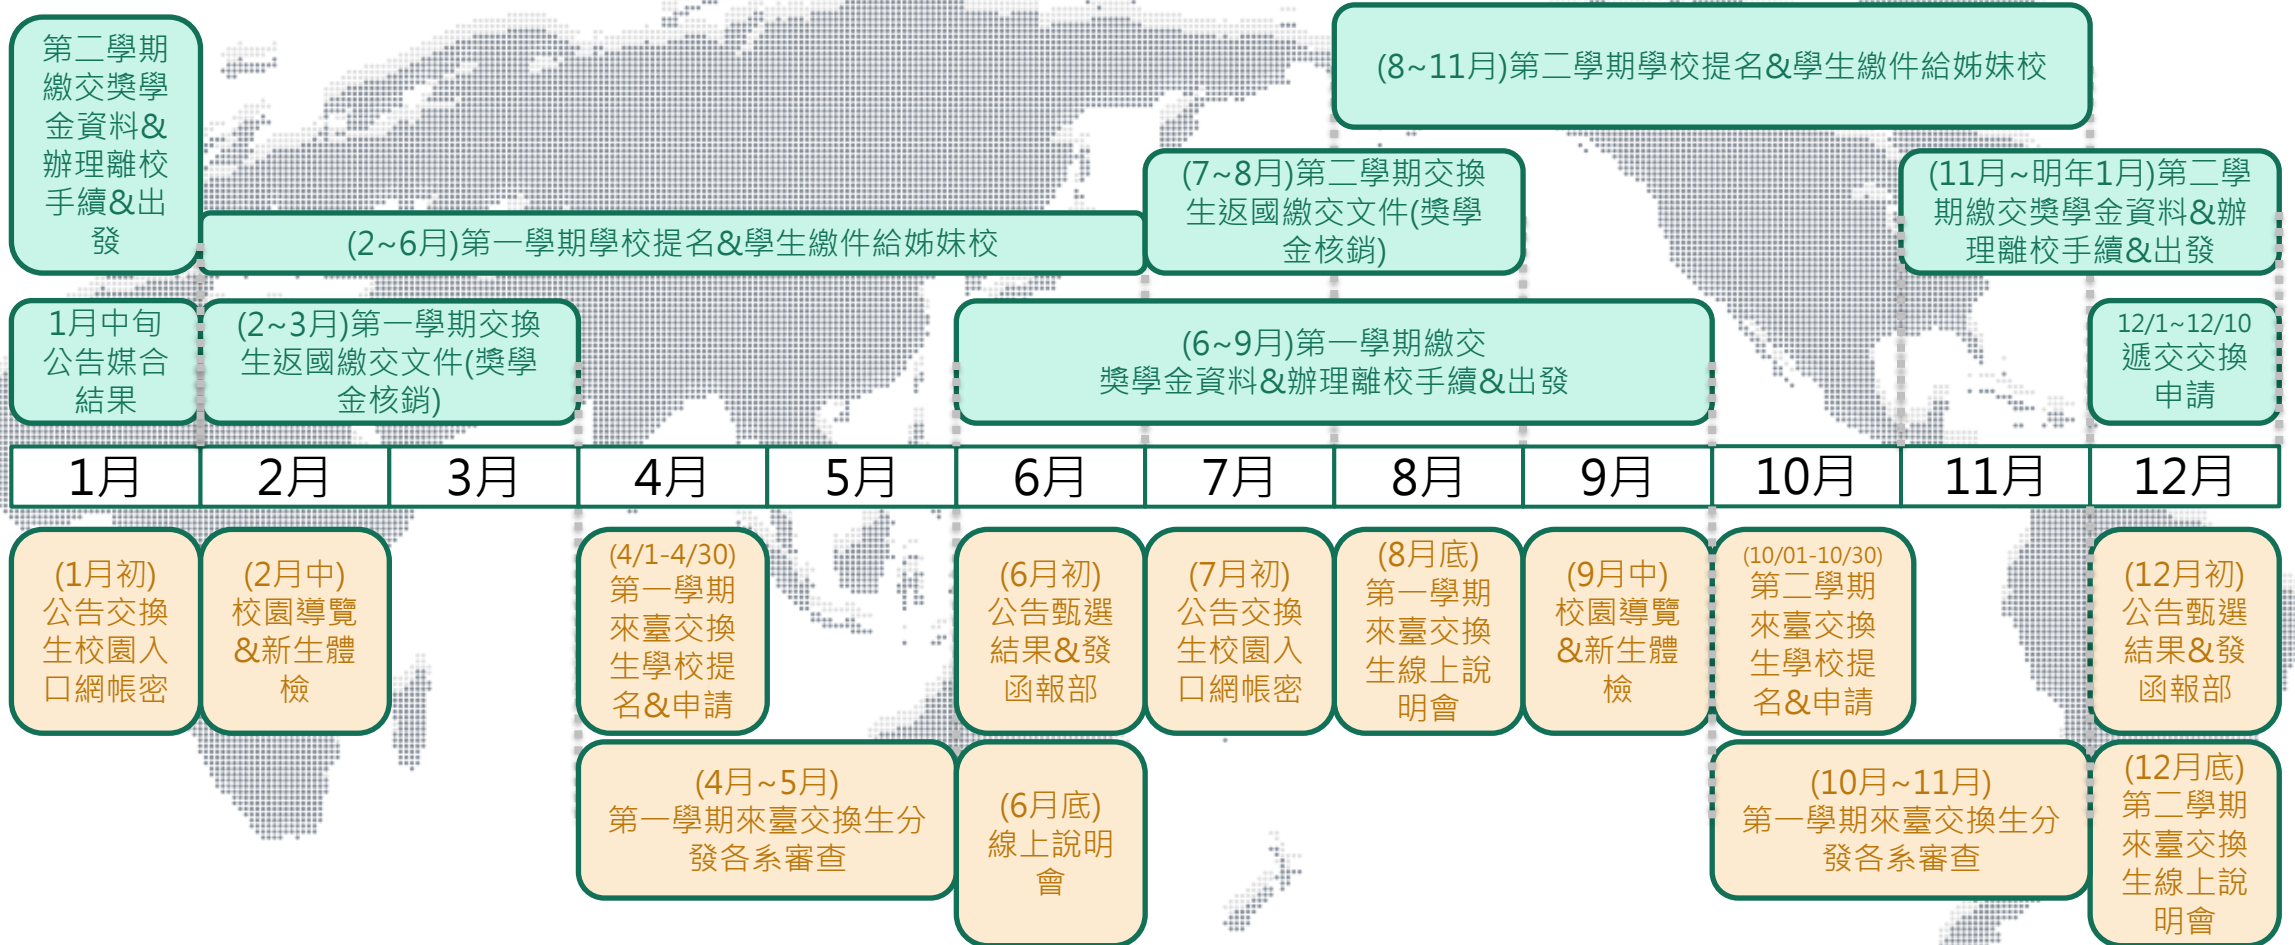 第二學期
繳交獎學
金資料&
辦理離校
手續&出
發
(8~11月)第二學期學校提名&學生繳件給姊妹校
(2~6月)第一學期學校提名&學生繳件給姊妹校
(7~8月)第二學期交換
生返國繳交文件(獎學
金核銷)
(11月~明年1月)第二學
期繳交獎學金資料&辦
理離校手續&出發
1月中旬
公告媒合
結果
(2~3月)第一學期交換
生返國繳交文件(獎學
金核銷)
(6~9月)第一學期繳交
獎學金資料&辦理離校手續&出發
12/1~12/10
遞交交換
申請
1月
2月
3月
4月
5月
6月
7月
8月
9月
10月
11月
12月
(1月初)
公告交換
生校園入
口網帳密
(2月中)
校園導覽
&新生體
檢
(4/1-4/30)
第一學期
來臺交換
生學校提
名&申請
(6月初)
公告甄選
結果&發
函報部
(7月初)
公告交換
生校園入
口網帳密
(8月底)
第一學期
來臺交換
生線上說
明會
(9月中)
校園導覽
&新生體
檢
(10/01-10/30)
第二學期
來臺交換
生學校提
名&申請
(12月初)
公告甄選
結果&發
函報部
(4月~5月)
第一學期來臺交換生分
發各系審查
(6月底)
線上說明
會
(10月~11月)
第一學期來臺交換生分
發各系審查
(12月底)
第二學期
來臺交換
生線上說
明會